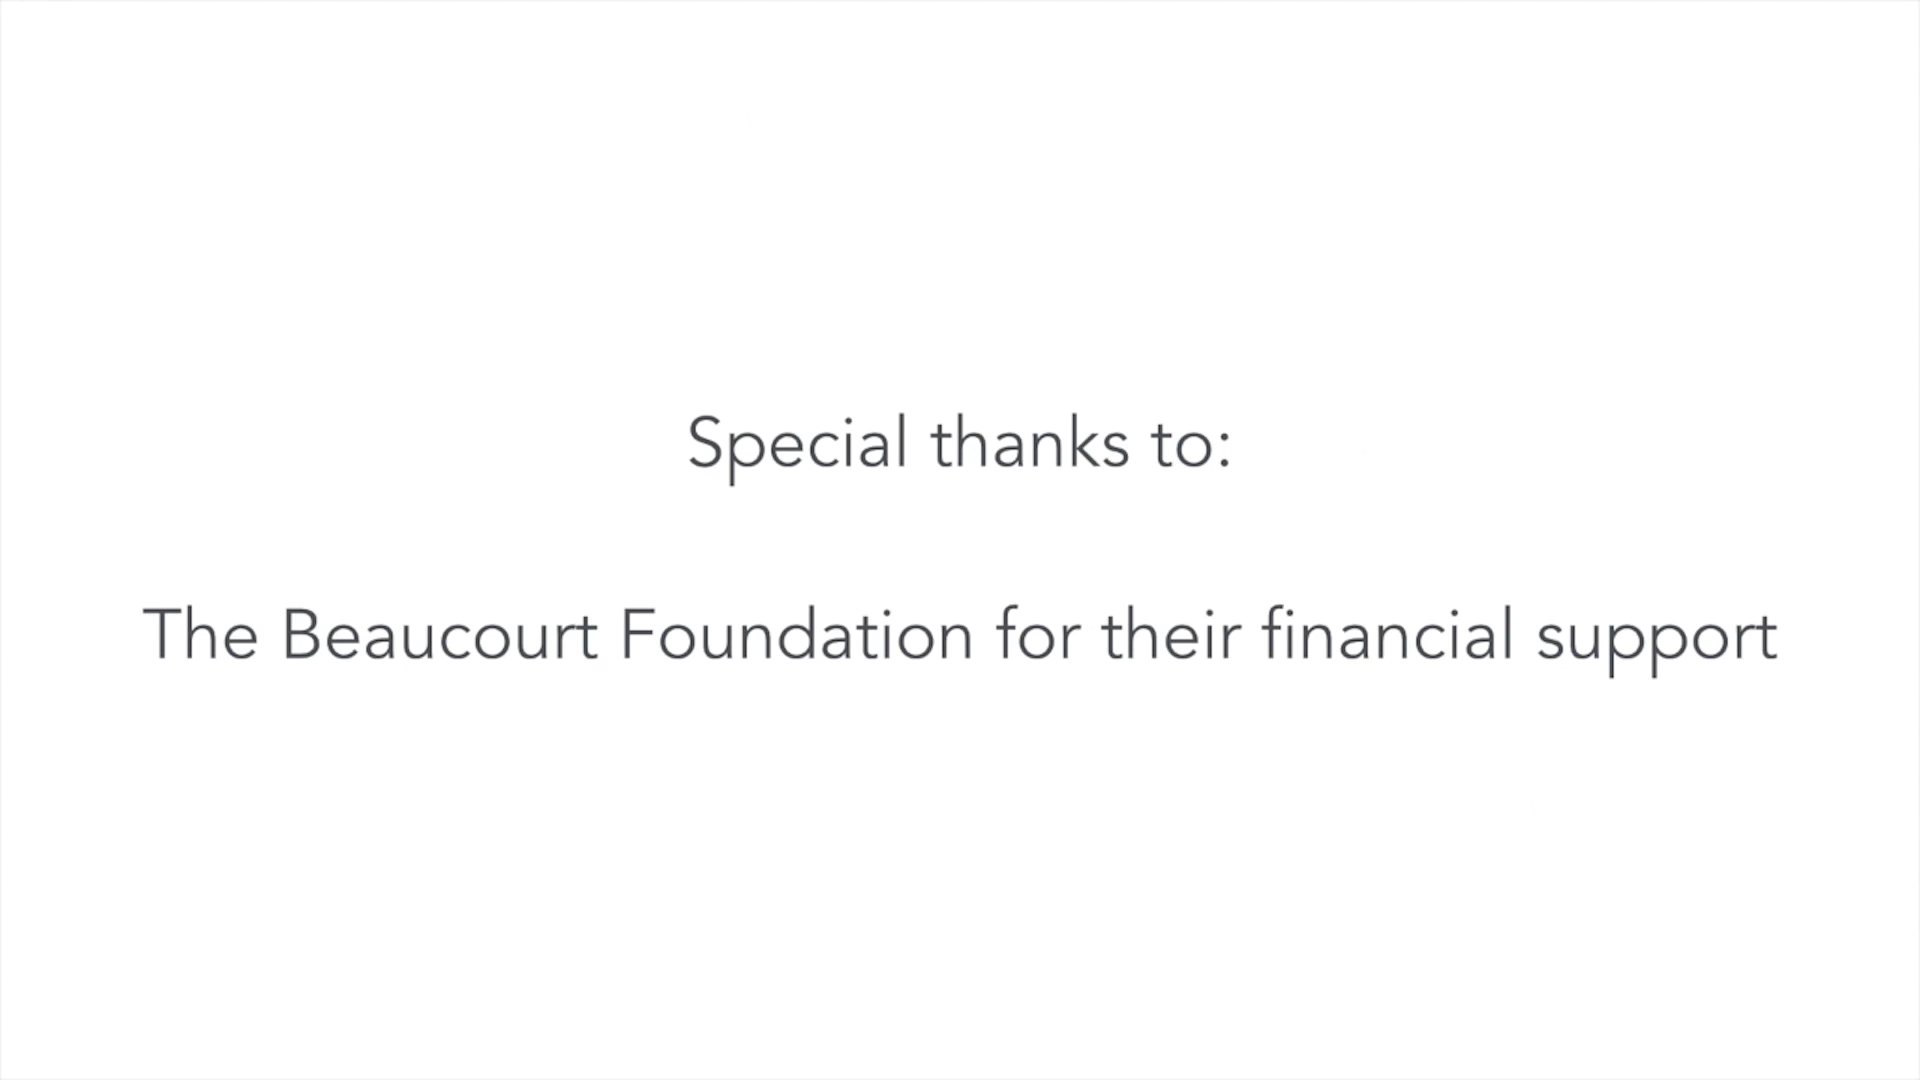 Special thanks to:
The Beaucourt Foundation for their financial support